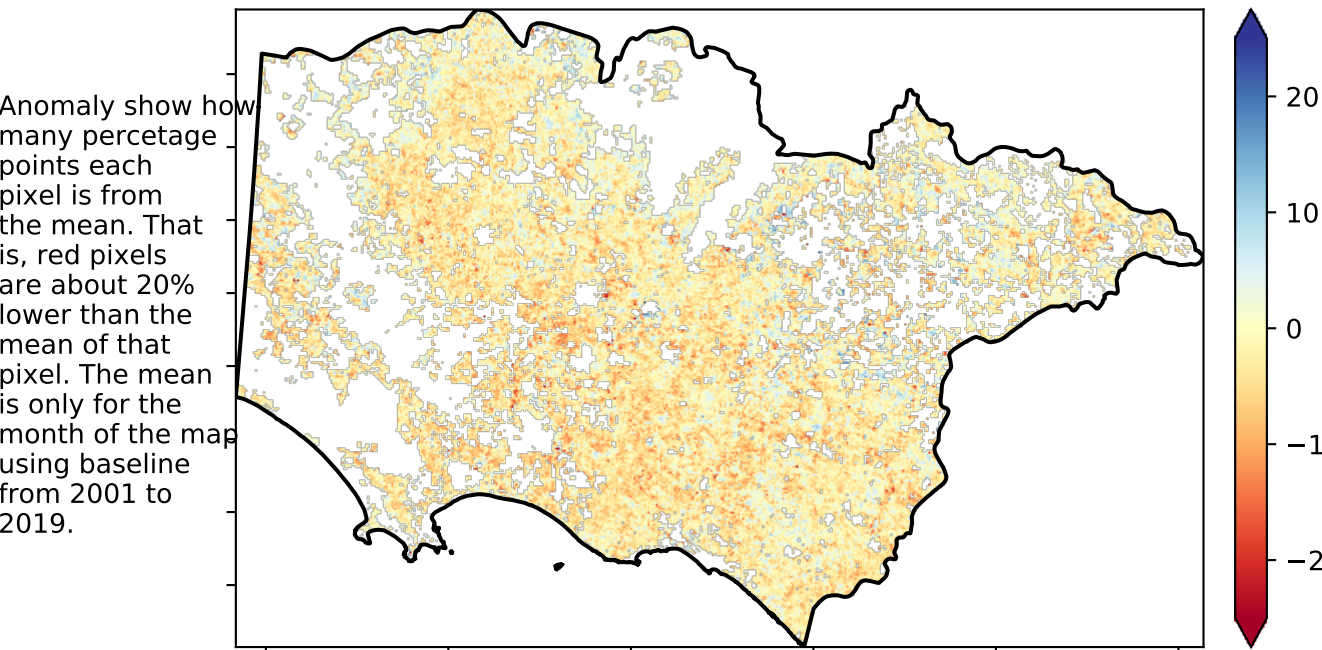 Anomaly show how
many percetage
points each
pixel is from
the mean. That
is, red pixels
are about 20%
lower than the
mean of that
pixel. The mean
is only for the
month of the map
using baseline
from 2001 to
2019.
20
10
0
−1
−2